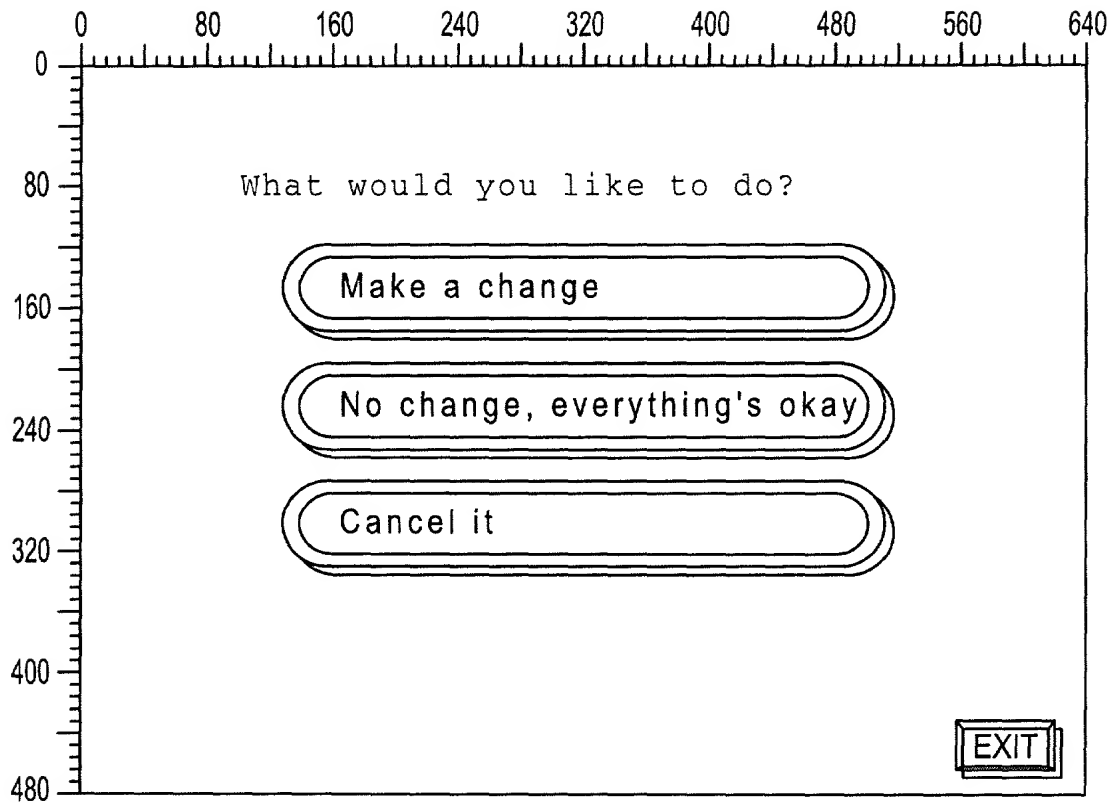 0 80 160 240 320 400 480 560 640
0
80
What would you like to do?
Make a change
160
No change, everything's okay
240
Cancel it
320
400
EXIT
480